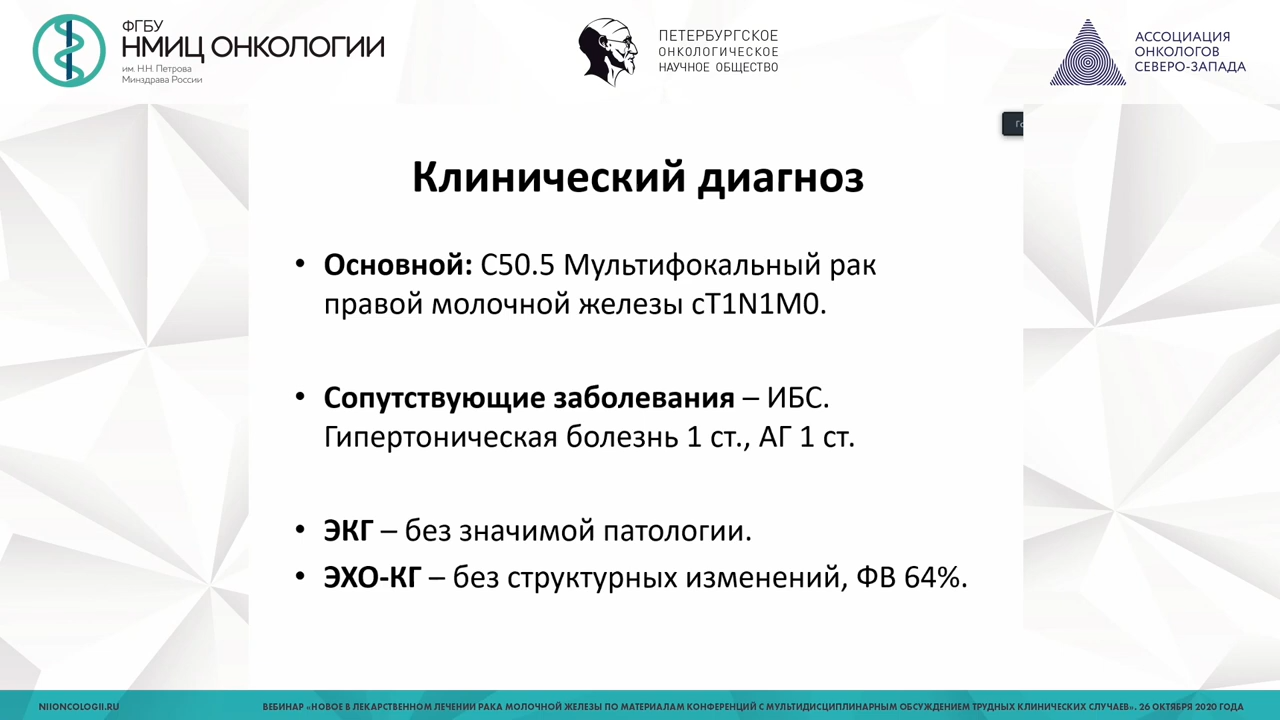 ФГБУ
НМИЦ ОНКОЛОГИИ
им. Н.Н. Петрова
Минздрава России
ПЕТЕРБУРГСКОЕ
ОНКОЛОГИЧЕСКОЕ
НАУЧНОЕ ОБЩЕСТВО
АССОЦИАЦИЯ
ОНКОЛОГОВ
СЕВЕРО-ЗАПАДА
Клинический диагноз
• Основной: С50.5 Мультифокальный рак
правой молочной железы cT1N1M0.
• Сопутствующие заболевания – ИБС.
Гипертоническая болезнь 1 ст., АГ 1 ст.
• ЭКГ – без значимой патологии.
• ЭХО-КГ – без структурных изменений, ФВ 64%.
NIIONCOLOGII.RU
ВЕБИНАР «НОВОЕ В ЛЕКАРСТВЕННОМ ЛЕЧЕНИИ РАКА МОЛОЧНОЙ ЖЕЛЕЗЫ ПО МАТЕРИАЛАМ КОНФЕРЕНЦИЙ С МУЛЬТИДИСЦИПЛИНАРНЫМ ОБСУЖДЕНИЕМ ТРУДНЫХ КЛИНИЧЕСКИХ СЛУЧАЕВ». 26 ОКТЯБРЯ 2020 ГОДА